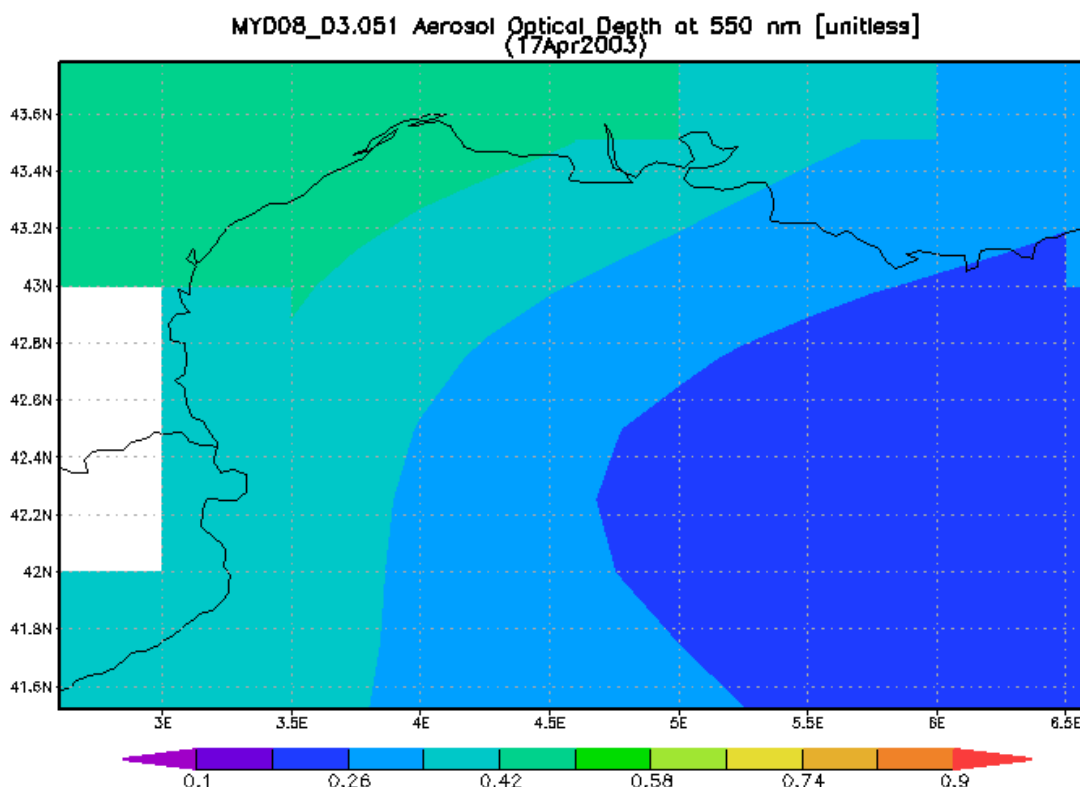 MYD08_D3.051 Aerosol Optical Depth at 550 nm [unitless]
(17Apr2003)
43.6N
43.4N
43.2N
43N
42.8N
42.6N
42.4N
42.2N
42N
41.8N
41.6N
3E 3.5E 4E 4.5E 5E 5.5E 6E 6.5E
0.1 0.26 0.42 0.58 0.74 0.9